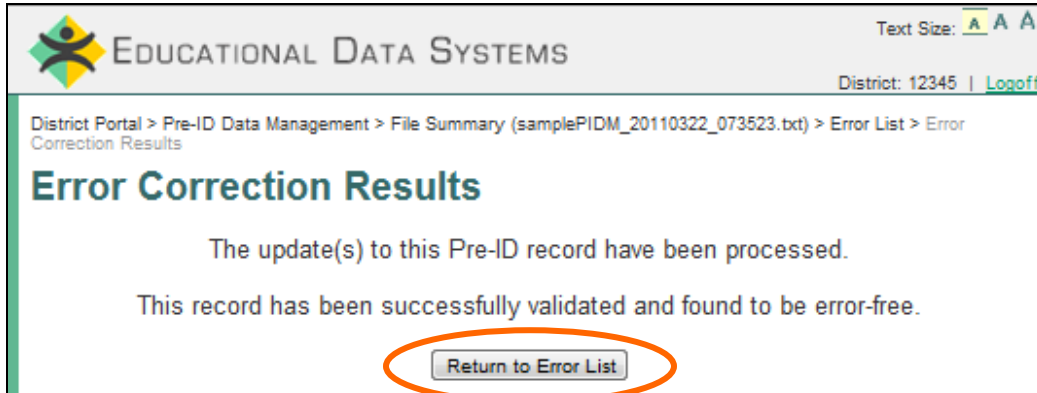 Text Size: A A A
EDUCATIONAL DATA SYSTEMS
District: 12345 | Logoff
District Portal > Pre-ID Data Management > File Summary (samplePIDM_20110322_073523.txt) > Error List > Error
Correction Results
Error Correction Results
The update(s) to this Pre-ID record have been processed.
This record has been successfully validated and found to be error-free.
Return to Error List